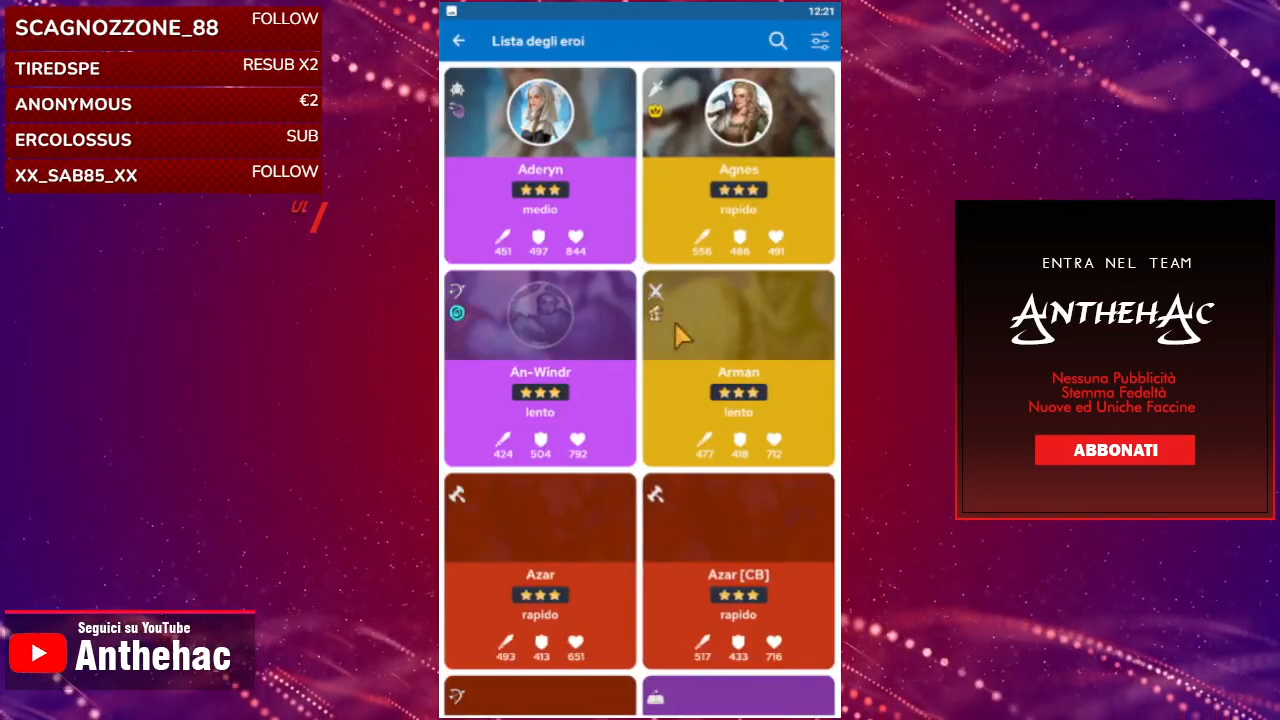 SCAGNOZZONE_88 FOLLOW
TIREDSPE RESUB X2
ANONYMOUS €2
ERCOLOSSUS SUB
XX_SAB85_XX FOLLOW
UL
12:21
Lista degli eroi
Aderyn
medio
451 497 844
Agnes
rapido
556 486 491
An-Windr
lento
424 504 792
Arman
lento
477 418 712
Azar
rapido
493 413 651
Azar [CB]
rapido
517 433 716
ENTRA NEL TEAM
ANTHEHAC
Nessuna Pubblicità
Stemma Fedeltà
Nuove ed Uniche Faccine
ABBONATI
Seguici su YouTube
Anthehac